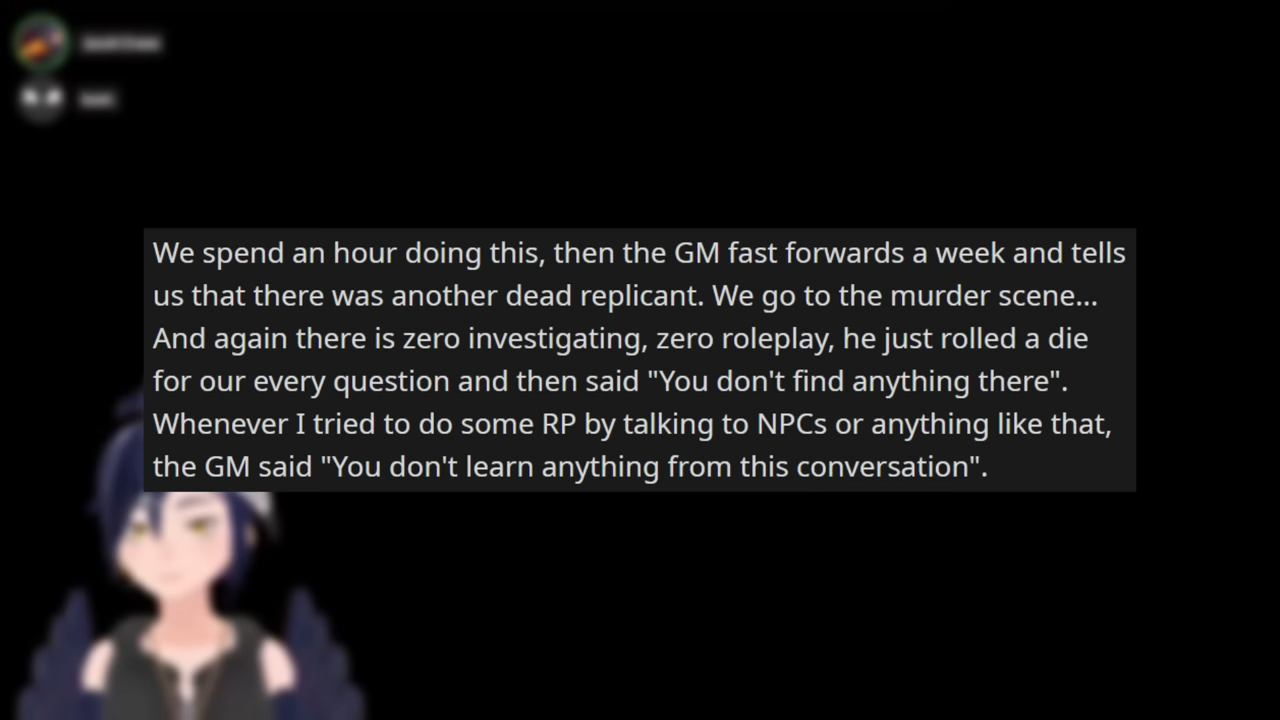 We spend an hour doing this, then the GM fast forwards a week and tells
us that there was another dead replicant. We go to the murder scene...
And again there is zero investigating, zero roleplay, he just rolled a die
for our every question and then said "You don't find anything there".
Whenever I tried to do some RP by talking to NPCs or anything like that,
the GM said "You don't learn anything from this conversation".